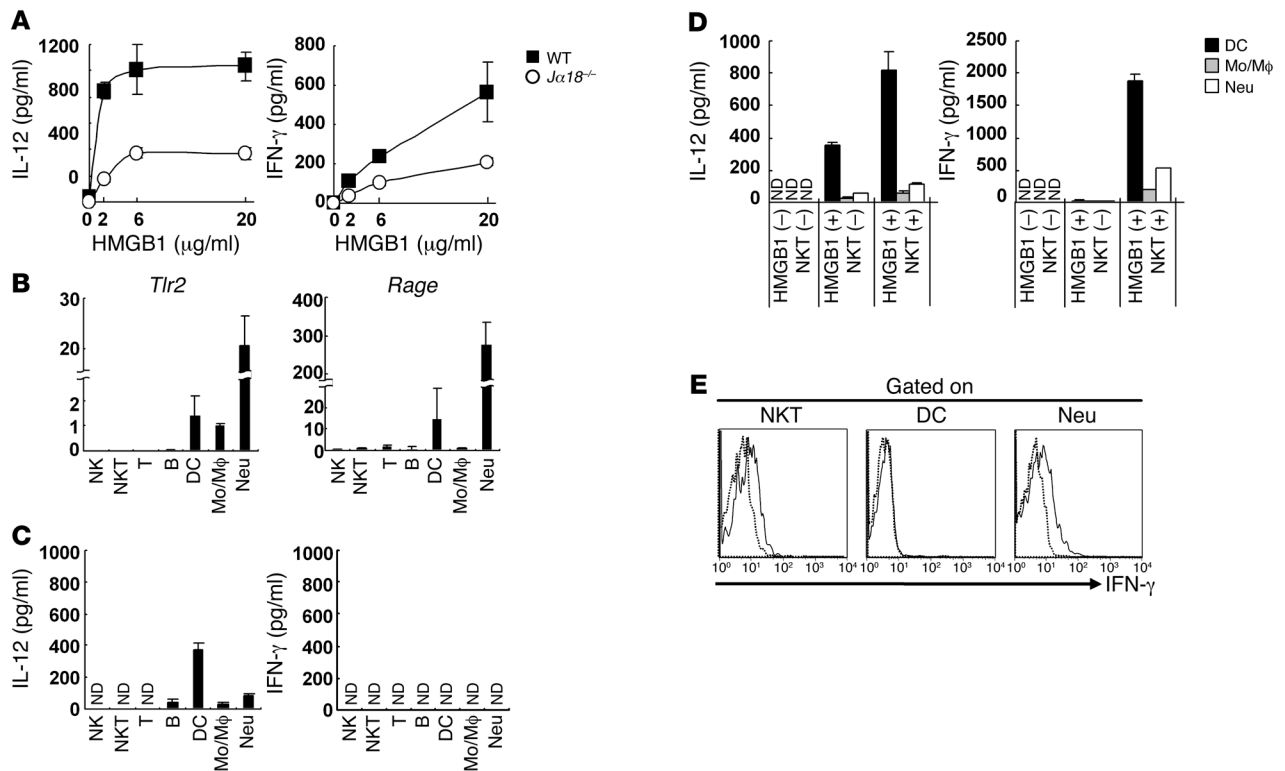 A
IL-12 (pg/ml)
1200
800
400
0
0 2 6 20
HMGB1 (μg/ml)
IFN-γ (pg/ml)
800
600
400
200
0
0 2 6 20
HMGB1 (μg/ml)
WT
Jα18⁻/⁻
B
Tlr2
30
20
2
1
0
NK NKT T B DC Mo/Mϕ Neu
Rage
400
300
200
20
10
0
NK NKT T B DC Mo/Mϕ Neu
C
IL-12 (pg/ml)
1000
800
600
400
200
0
ND ND ND
NK NKT T B DC Mo/Mϕ Neu
IFN-γ (pg/ml)
1000
800
600
400
200
0
ND ND ND ND ND ND ND
NK NKT T B DC Mo/Mϕ Neu
D
IL-12 (pg/ml)
1000
800
600
400
200
0
ND ND ND
HMGB1 (−)
NKT (−)
HMGB1 (+)
NKT (−)
HMGB1 (+)
NKT (+)
IFN-γ (pg/ml)
2500
2000
1500
1000
500
0
ND ND ND
HMGB1 (−)
NKT (−)
HMGB1 (+)
NKT (−)
HMGB1 (+)
NKT (+)
DC
Mo/Mϕ
Neu
E
Gated on
NKT DC Neu
10⁰ 10¹ 10² 10³ 10⁴ 10⁰ 10¹ 10² 10³ 10⁴ 10⁰ 10¹ 10² 10³ 10⁴
IFN-γ